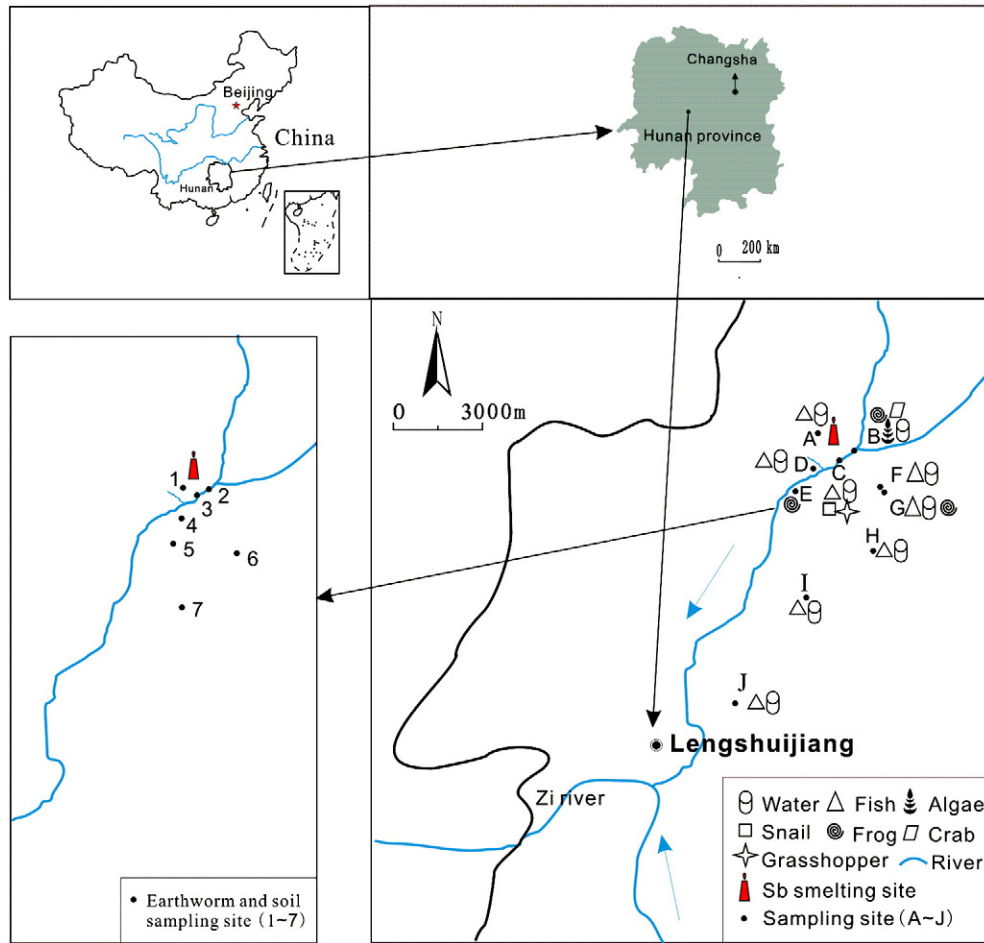 Beijing
China
Hunan
Changsha
Hunan province
0 200 km
N
0 3000m
1
2
3
4
5
6
7
• Earthworm and soil
sampling site (1~7)
A
B
C
D
E
F
G
H
I
J
Lengshuijiang
Zi river
Water Fish Algae
Snail Frog Crab
Grasshopper River
Sb smelting site
• Sampling site (A~J)